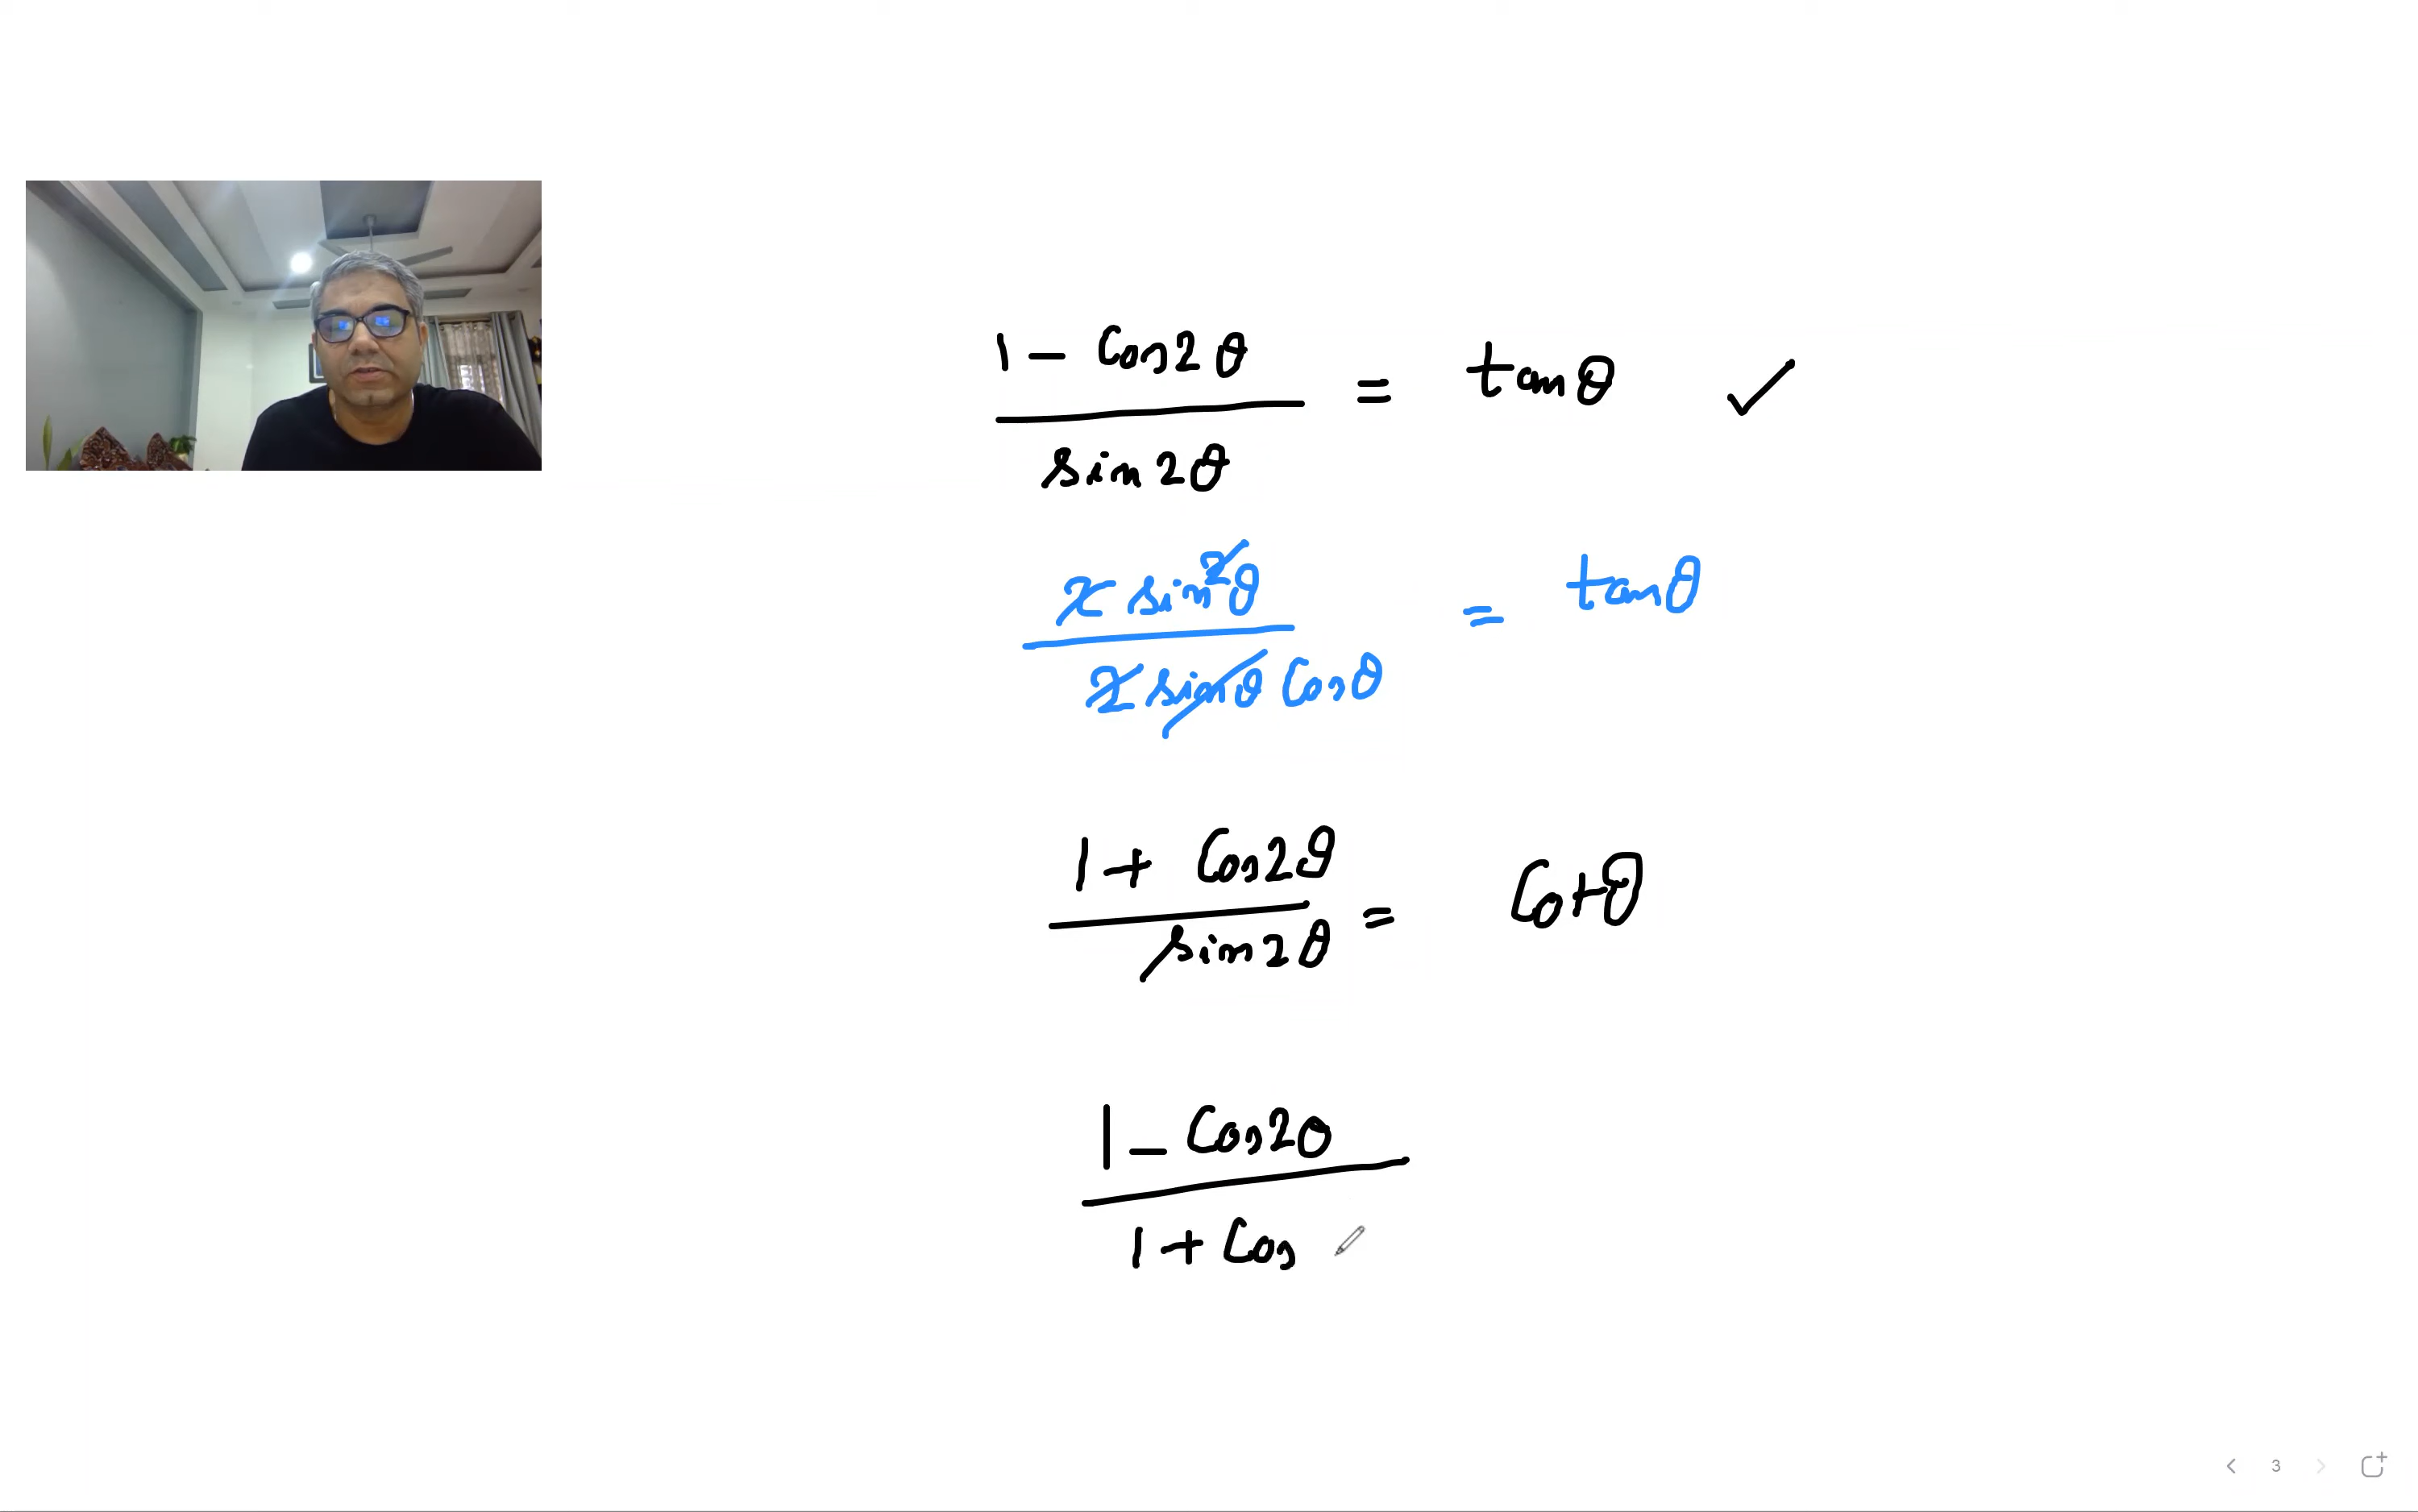 1 - Cos2θ
= tanθ ✓
sin2θ
2 sin²θ
= tanθ
2 sinθ Cosθ
1 + Cos2θ
= Cotθ
sin2θ
1 - Cos2θ
1 + Cos
3